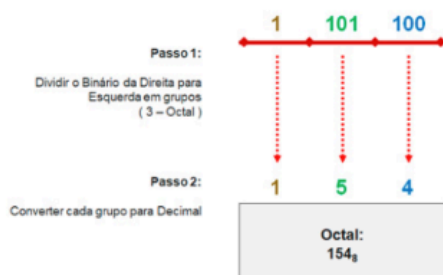 1 101 100
Passo 1:
Dividir o Binário da Direita para
Esquerda em grupos
( 3 – Octal )
Passo 2:
1 5 4
Converter cada grupo para Decimal
Octal:
154₈